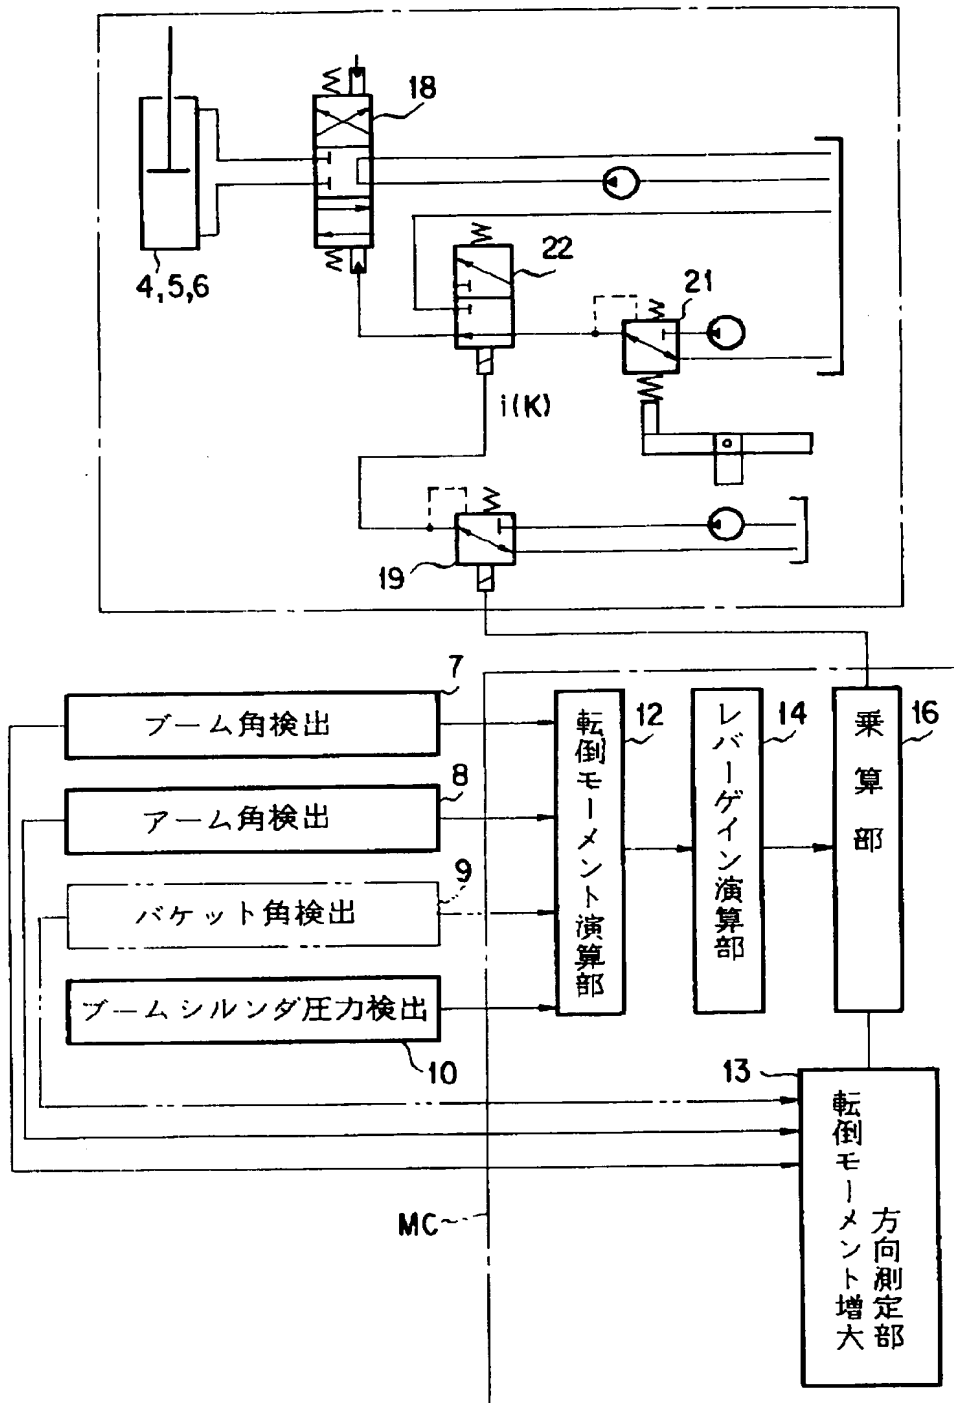 18
22
21
4,5,6
i(K)
19
7
ブーム角検出
8
アーム角検出
9
バケット角検出
ブームシルンダ圧力検出
10
12
転倒モーメント演算部
14
レバーゲイン演算部
16
乗算部
13
転倒モーメント増大
方向測定部
MC